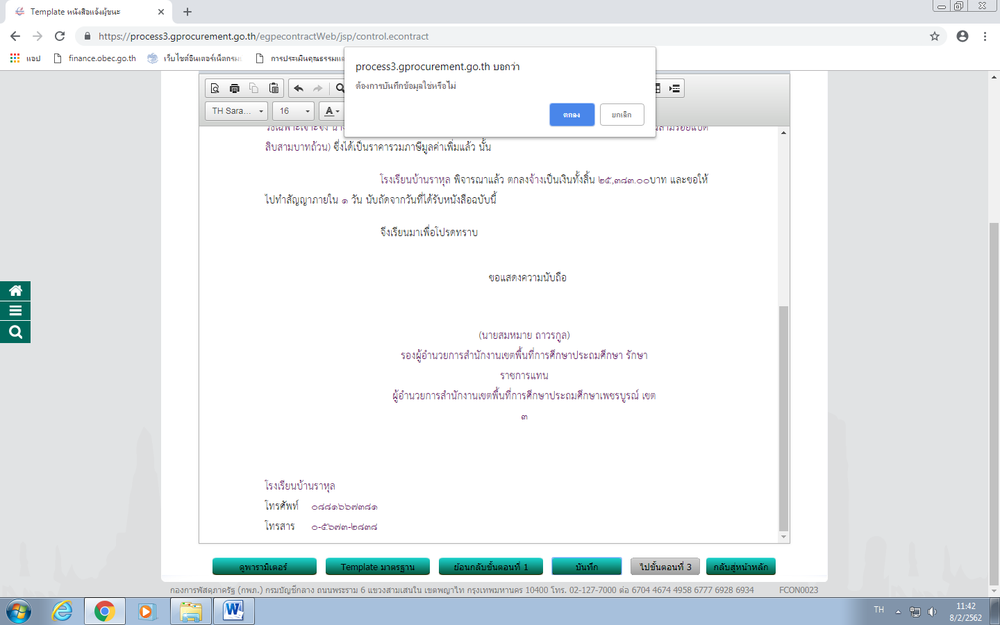 Template หนังสือแจ้งผู้ชนะ
https://process3.gprocurement.go.th/egpecontractWeb/jsp/control.econtract
แอป finance.obec.go.th เว็บไซต์อินเตอร์เน็ตกรม การประเมินคุณธรรมแล
process3.gprocurement.go.th บอกว่า
ต้องการบันทึกข้อมูลใช่หรือไม่
ตกลง ยกเลิก
TH Sara... 16 A
สิบสามบาทถ้วน) ซึ่งได้เป็นราคารวมภาษีมูลค่าเพิ่มแล้ว นั้น
โรงเรียนบ้านราหุล พิจารณาแล้ว ตกลงจ้างเป็นเงินทั้งสิ้น ๒๕,๓๘๓.๐๐บาท และขอให้
ไปทำสัญญาภายใน ๑ วัน นับถัดจากวันที่ได้รับหนังสือฉบับนี้
จึงเรียนมาเพื่อโปรดทราบ
ขอแสดงความนับถือ
(นายสมหมาย ถาวรกูล)
รองผู้อำนวยการสำนักงานเขตพื้นที่การศึกษาประถมศึกษา รักษา
ราชการแทน
ผู้อำนวยการสำนักงานเขตพื้นที่การศึกษาประถมศึกษาเพชรบูรณ์ เขต
๓
โรงเรียนบ้านราหุล
โทรศัพท์ ๐๘๘๑๖๖๗๓๘๑
โทรสาร ๐-๕๖๗๓-๒๘๓๘
ดูพารามิเตอร์ Template มาตรฐาน ย้อนกลับขั้นตอนที่ 1 บันทึก ไปขั้นตอนที่ 3 กลับสู่หน้าหลัก
กองการพัสดุภาครัฐ (กพภ.) กรมบัญชีกลาง ถนนพระราม 6 แขวงสามเสนใน เขตพญาไท กรุงเทพมหานคร 10400 โทร. 02-127-7000 ต่อ 6704 4674 4958 6777 6928 6934 FCON0023
TH 11:42
8/2/2562